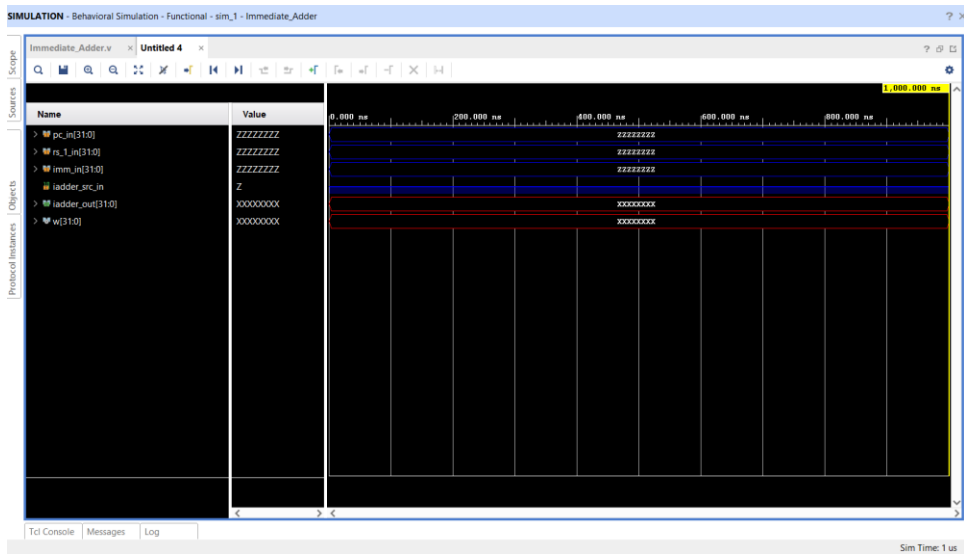 SIMULATION - Behavioral Simulation - Functional - sim_1 - Immediate_Adder ? ×
Immediate_Adder.v × Untitled 4 × ?
1,000.000 ns
Name Value 0.000 ns 200.000 ns 400.000 ns 600.000 ns 800.000 ns
> pc_in[31:0] ZZZZZZZZ ZZZZZZZZ
> rs_1_in[31:0] ZZZZZZZZ ZZZZZZZZ
> imm_in[31:0] ZZZZZZZZ ZZZZZZZZ
iadder_src_in Z
> iadder_out[31:0] XXXXXXXX XXXXXXXX
> w[31:0] XXXXXXXX XXXXXXXX
Scope
Sources
Objects
Protocol Instances
Tcl Console Messages Log
Sim Time: 1 us